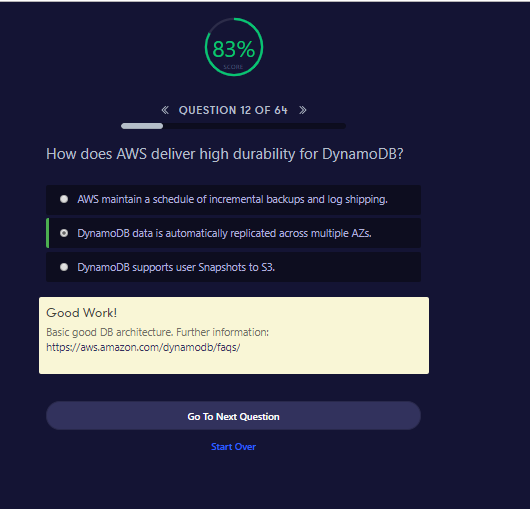 83%
SCORE
« QUESTION 12 OF 64 »
How does AWS deliver high durability for DynamoDB?
AWS maintain a schedule of incremental backups and log shipping.
DynamoDB data is automatically replicated across multiple AZs.
DynamoDB supports user Snapshots to S3.
Good Work!
Basic good DB architecture. Further information:
https://aws.amazon.com/dynamodb/faqs/
Go To Next Question
Start Over